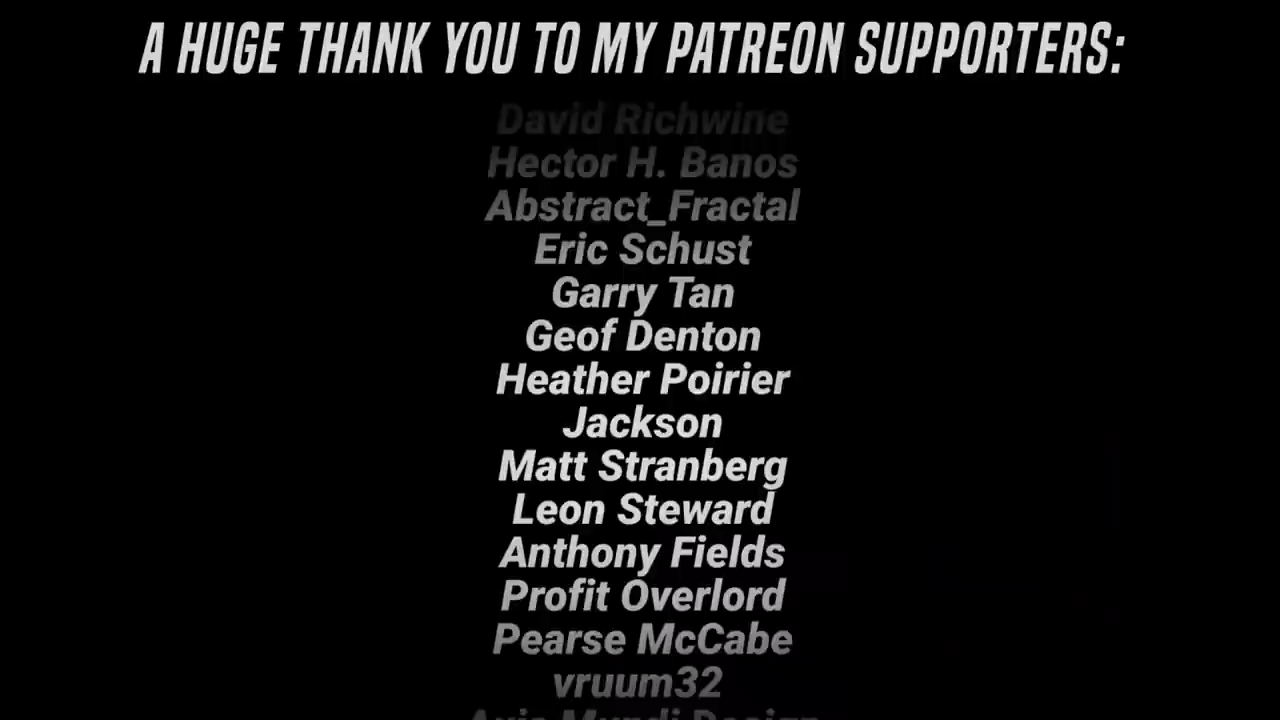 A HUGE THANK YOU TO MY PATREON SUPPORTERS:
David Richwine
Hector H. Banos
Abstract_Fractal
Eric Schust
Garry Tan
Geof Denton
Heather Poirier
Jackson
Matt Stranberg
Leon Steward
Anthony Fields
Profit Overlord
Pearse McCabe
vruum32